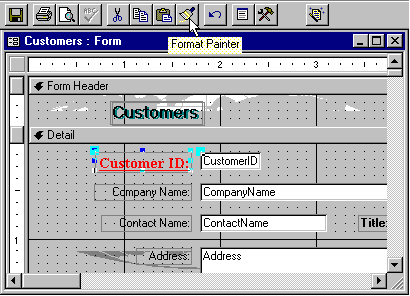 ABC
Format Painter
Customers : Form
1 2 3
Form Header
Customers
Detail
Customer ID: CustomerID
Company Name: CompanyName
1
Contact Name: ContactName Title:
Address: Address